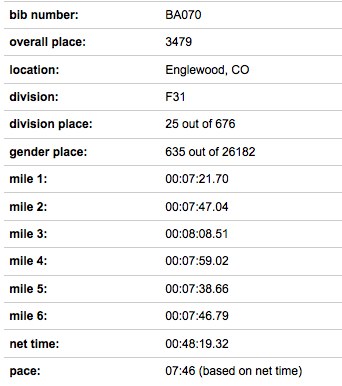 bib number: BA070
overall place: 3479
location: Englewood, CO
division: F31
division place: 25 out of 676
gender place: 635 out of 26182
mile 1: 00:07:21.70
mile 2: 00:07:47.04
mile 3: 00:08:08.51
mile 4: 00:07:59.02
mile 5: 00:07:38.66
mile 6: 00:07:46.79
net time: 00:48:19.32
pace: 07:46 (based on net time)